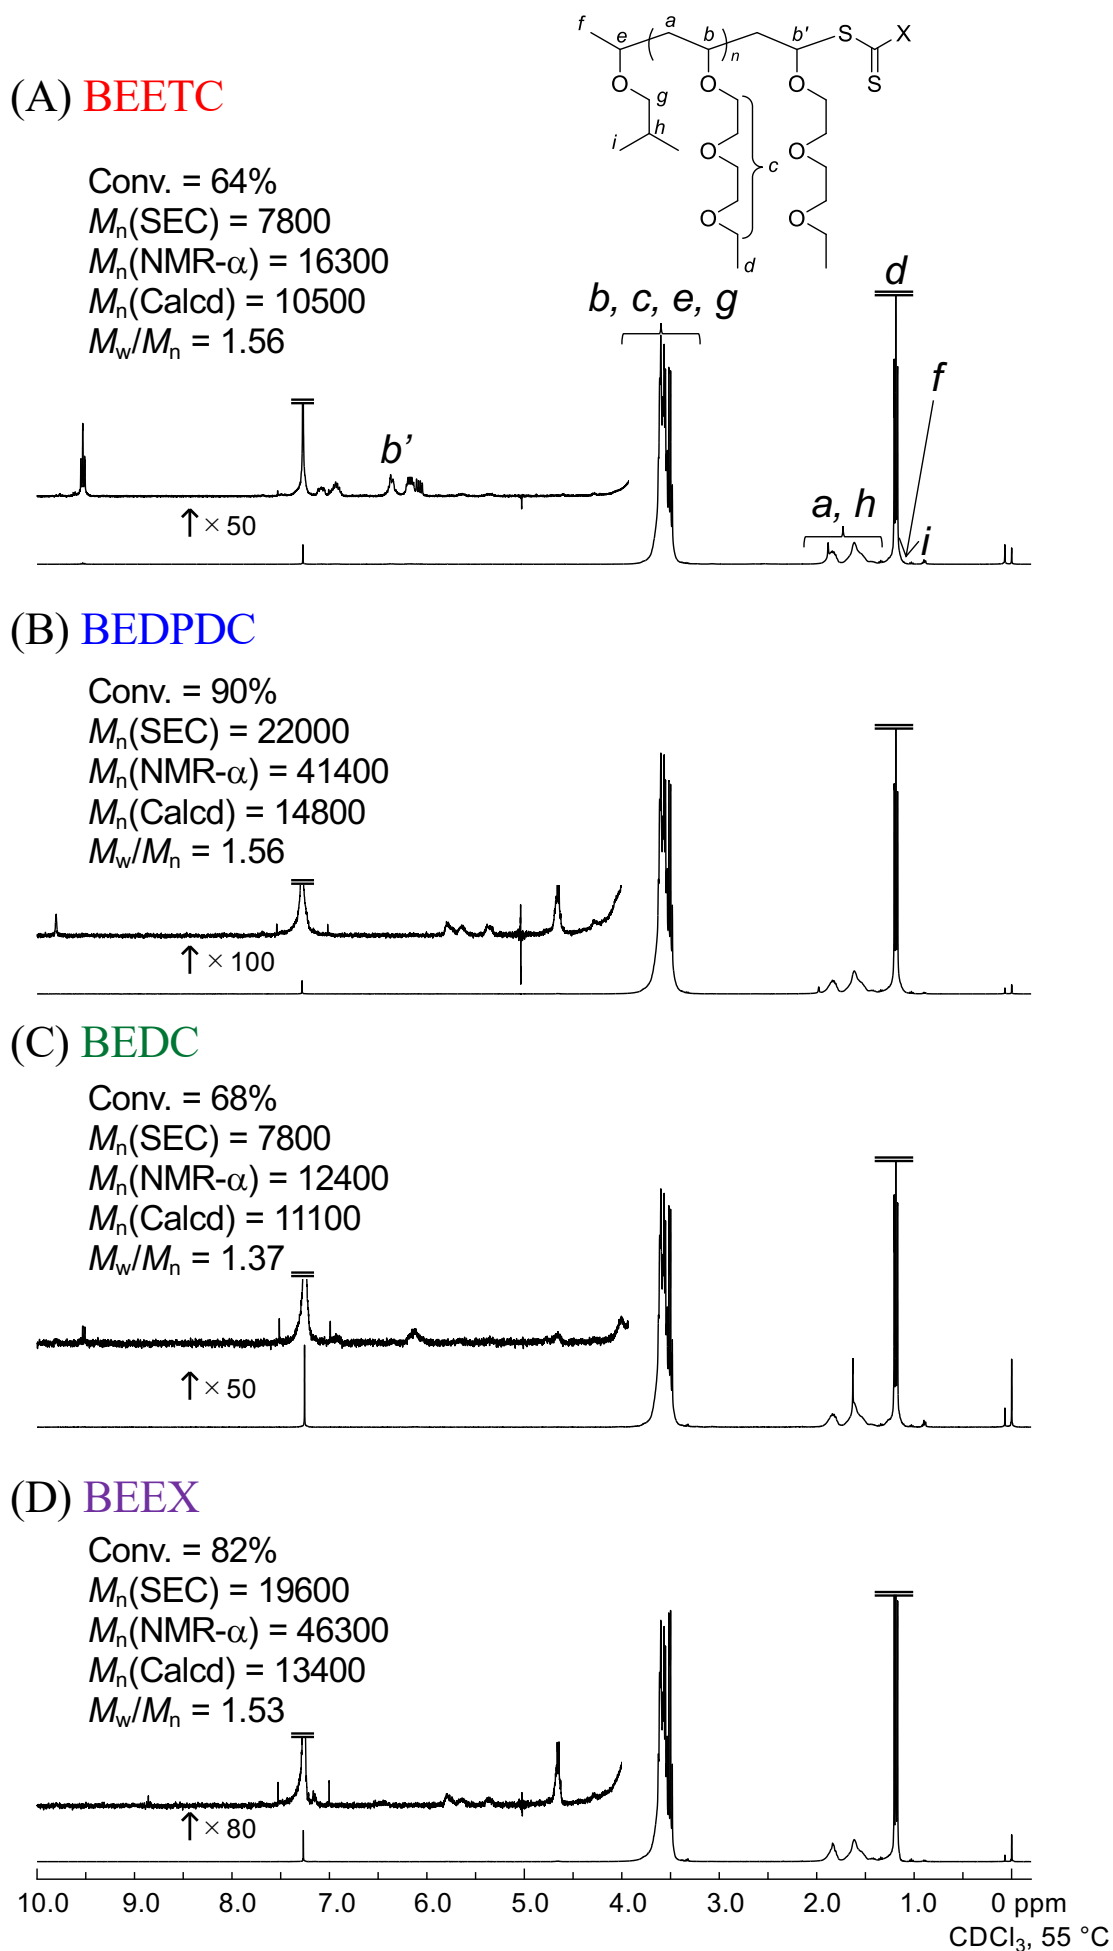 f
a
e
b
b'
S
X
n
O
O
O
S
g
h
i
O
O
c
O
O
d
(A) BEETC
Conv. = 64%
Mn(SEC) = 7800
Mn(NMR-α) = 16300
Mn(Calcd) = 10500
Mw/Mn = 1.56
b, c, e, g
d
f
b’
a, h
i
↑ × 50
(B) BEDPDC
Conv. = 90%
Mn(SEC) = 22000
Mn(NMR-α) = 41400
Mn(Calcd) = 14800
Mw/Mn = 1.56
↑ × 100
(C) BEDC
Conv. = 68%
Mn(SEC) = 7800
Mn(NMR-α) = 12400
Mn(Calcd) = 11100
Mw/Mn = 1.37
↑ × 50
(D) BEEX
Conv. = 82%
Mn(SEC) = 19600
Mn(NMR-α) = 46300
Mn(Calcd) = 13400
Mw/Mn = 1.53
↑ × 80
10.0 9.0 8.0 7.0 6.0 5.0 4.0 3.0 2.0 1.0 0 ppm
CDCl3, 55 °C